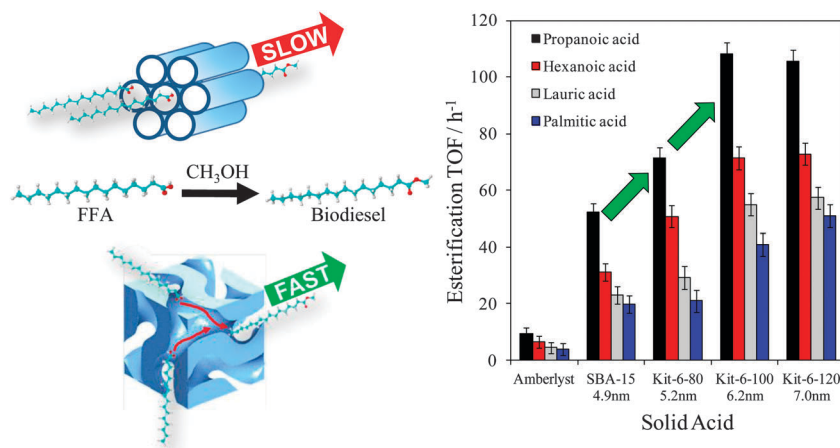 SLOW
CH₃OH
FFA
Biodiesel
FAST
Esterification TOF / h⁻¹
120
100
80
60
40
20
0
Propanoic acid
Hexanoic acid
Lauric acid
Palmitic acid
Amberlyst
SBA-15
4.9nm
Kit-6-80
5.2nm
Kit-6-100
6.2nm
Kit-6-120
7.0nm
Solid Acid